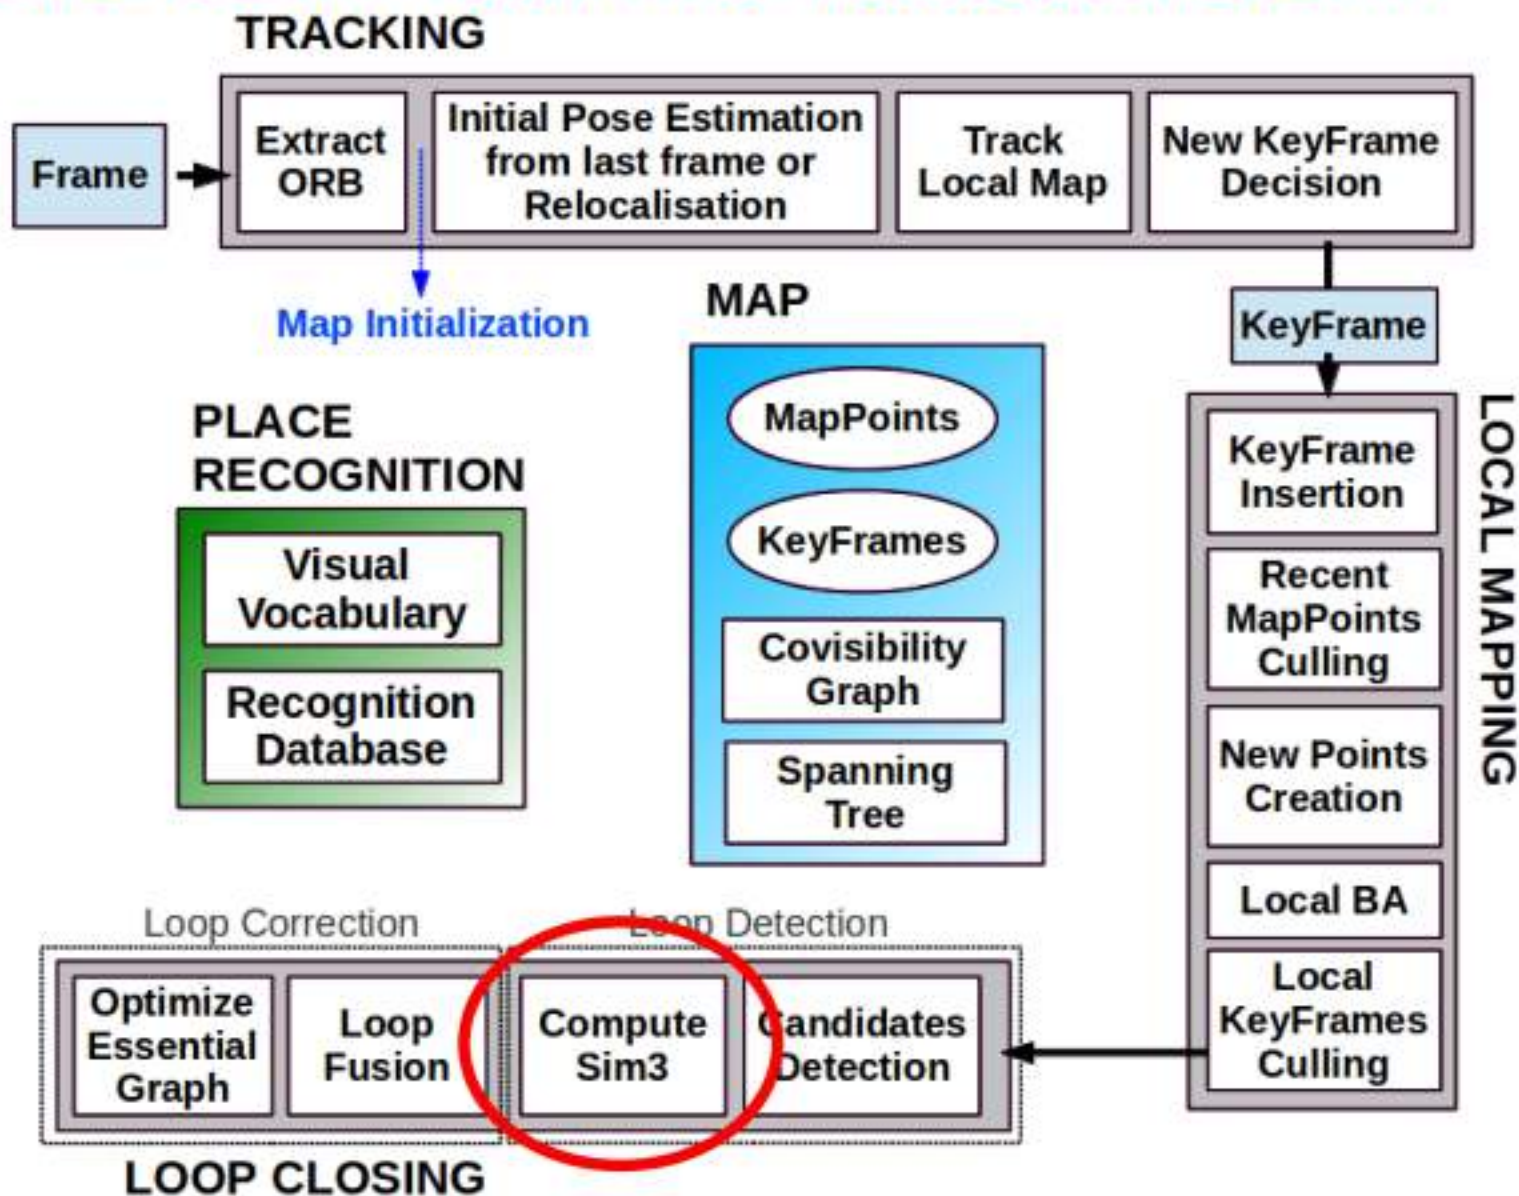 TRACKING
Frame
Extract
ORB
Initial Pose Estimation
from last frame or
Relocalisation
Track
Local Map
New KeyFrame
Decision
Map Initialization
MAP
KeyFrame
PLACE
RECOGNITION
Visual
Vocabulary
Recognition
Database
MapPoints
KeyFrames
Covisibility
Graph
Spanning
Tree
LOCAL MAPPING
KeyFrame
Insertion
Recent
MapPoints
Culling
New Points
Creation
Local BA
Local
KeyFrames
Culling
Loop Correction
Loop Detection
Optimize
Essential
Graph
Loop
Fusion
Compute
Sim3
Candidates
Detection
LOOP CLOSING